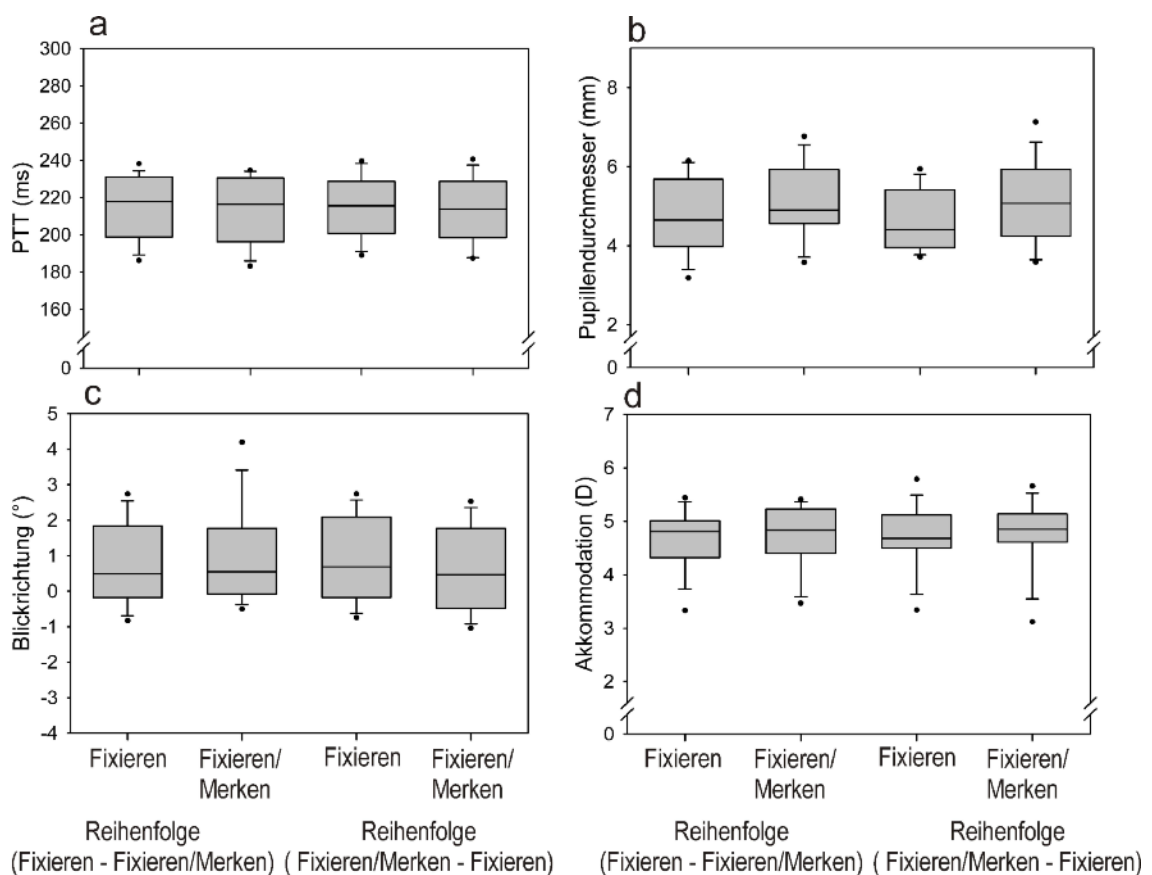 a
300
280
260
240
220
200
180
160
0
PTT (ms)
b
8
6
4
2
0
Pupillendurchmesser (mm)
c
5
4
3
2
1
0
-1
-2
-3
-4
Blickrichtung (°)
d
7
6
5
4
3
2
0
Akkommodation (D)
Fixieren Fixieren/ Fixieren Fixieren/
Merken Merken
Reihenfolge Reihenfolge
(Fixieren - Fixieren/Merken) ( Fixieren/Merken - Fixieren)
Fixieren Fixieren/ Fixieren Fixieren/
Merken Merken
Reihenfolge Reihenfolge
(Fixieren - Fixieren/Merken) ( Fixieren/Merken - Fixieren)